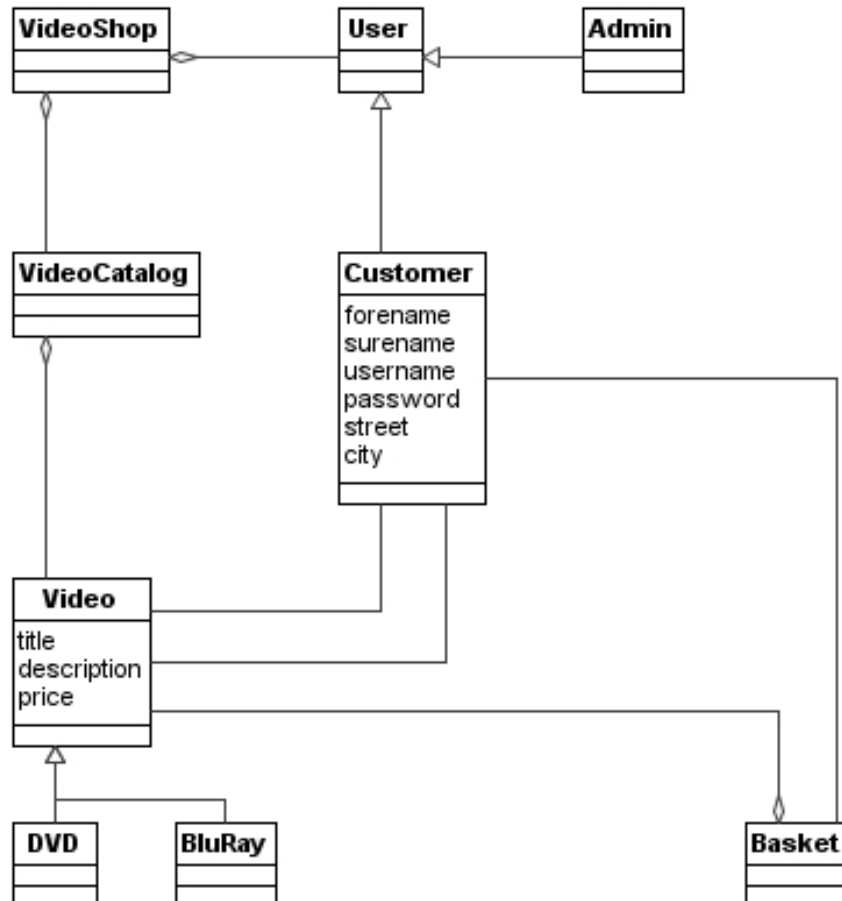 VideoShop
User
Admin
VideoCatalog
Customer
forename
surename
username
password
street
city
Video
title
description
price
DVD
BluRay
Basket